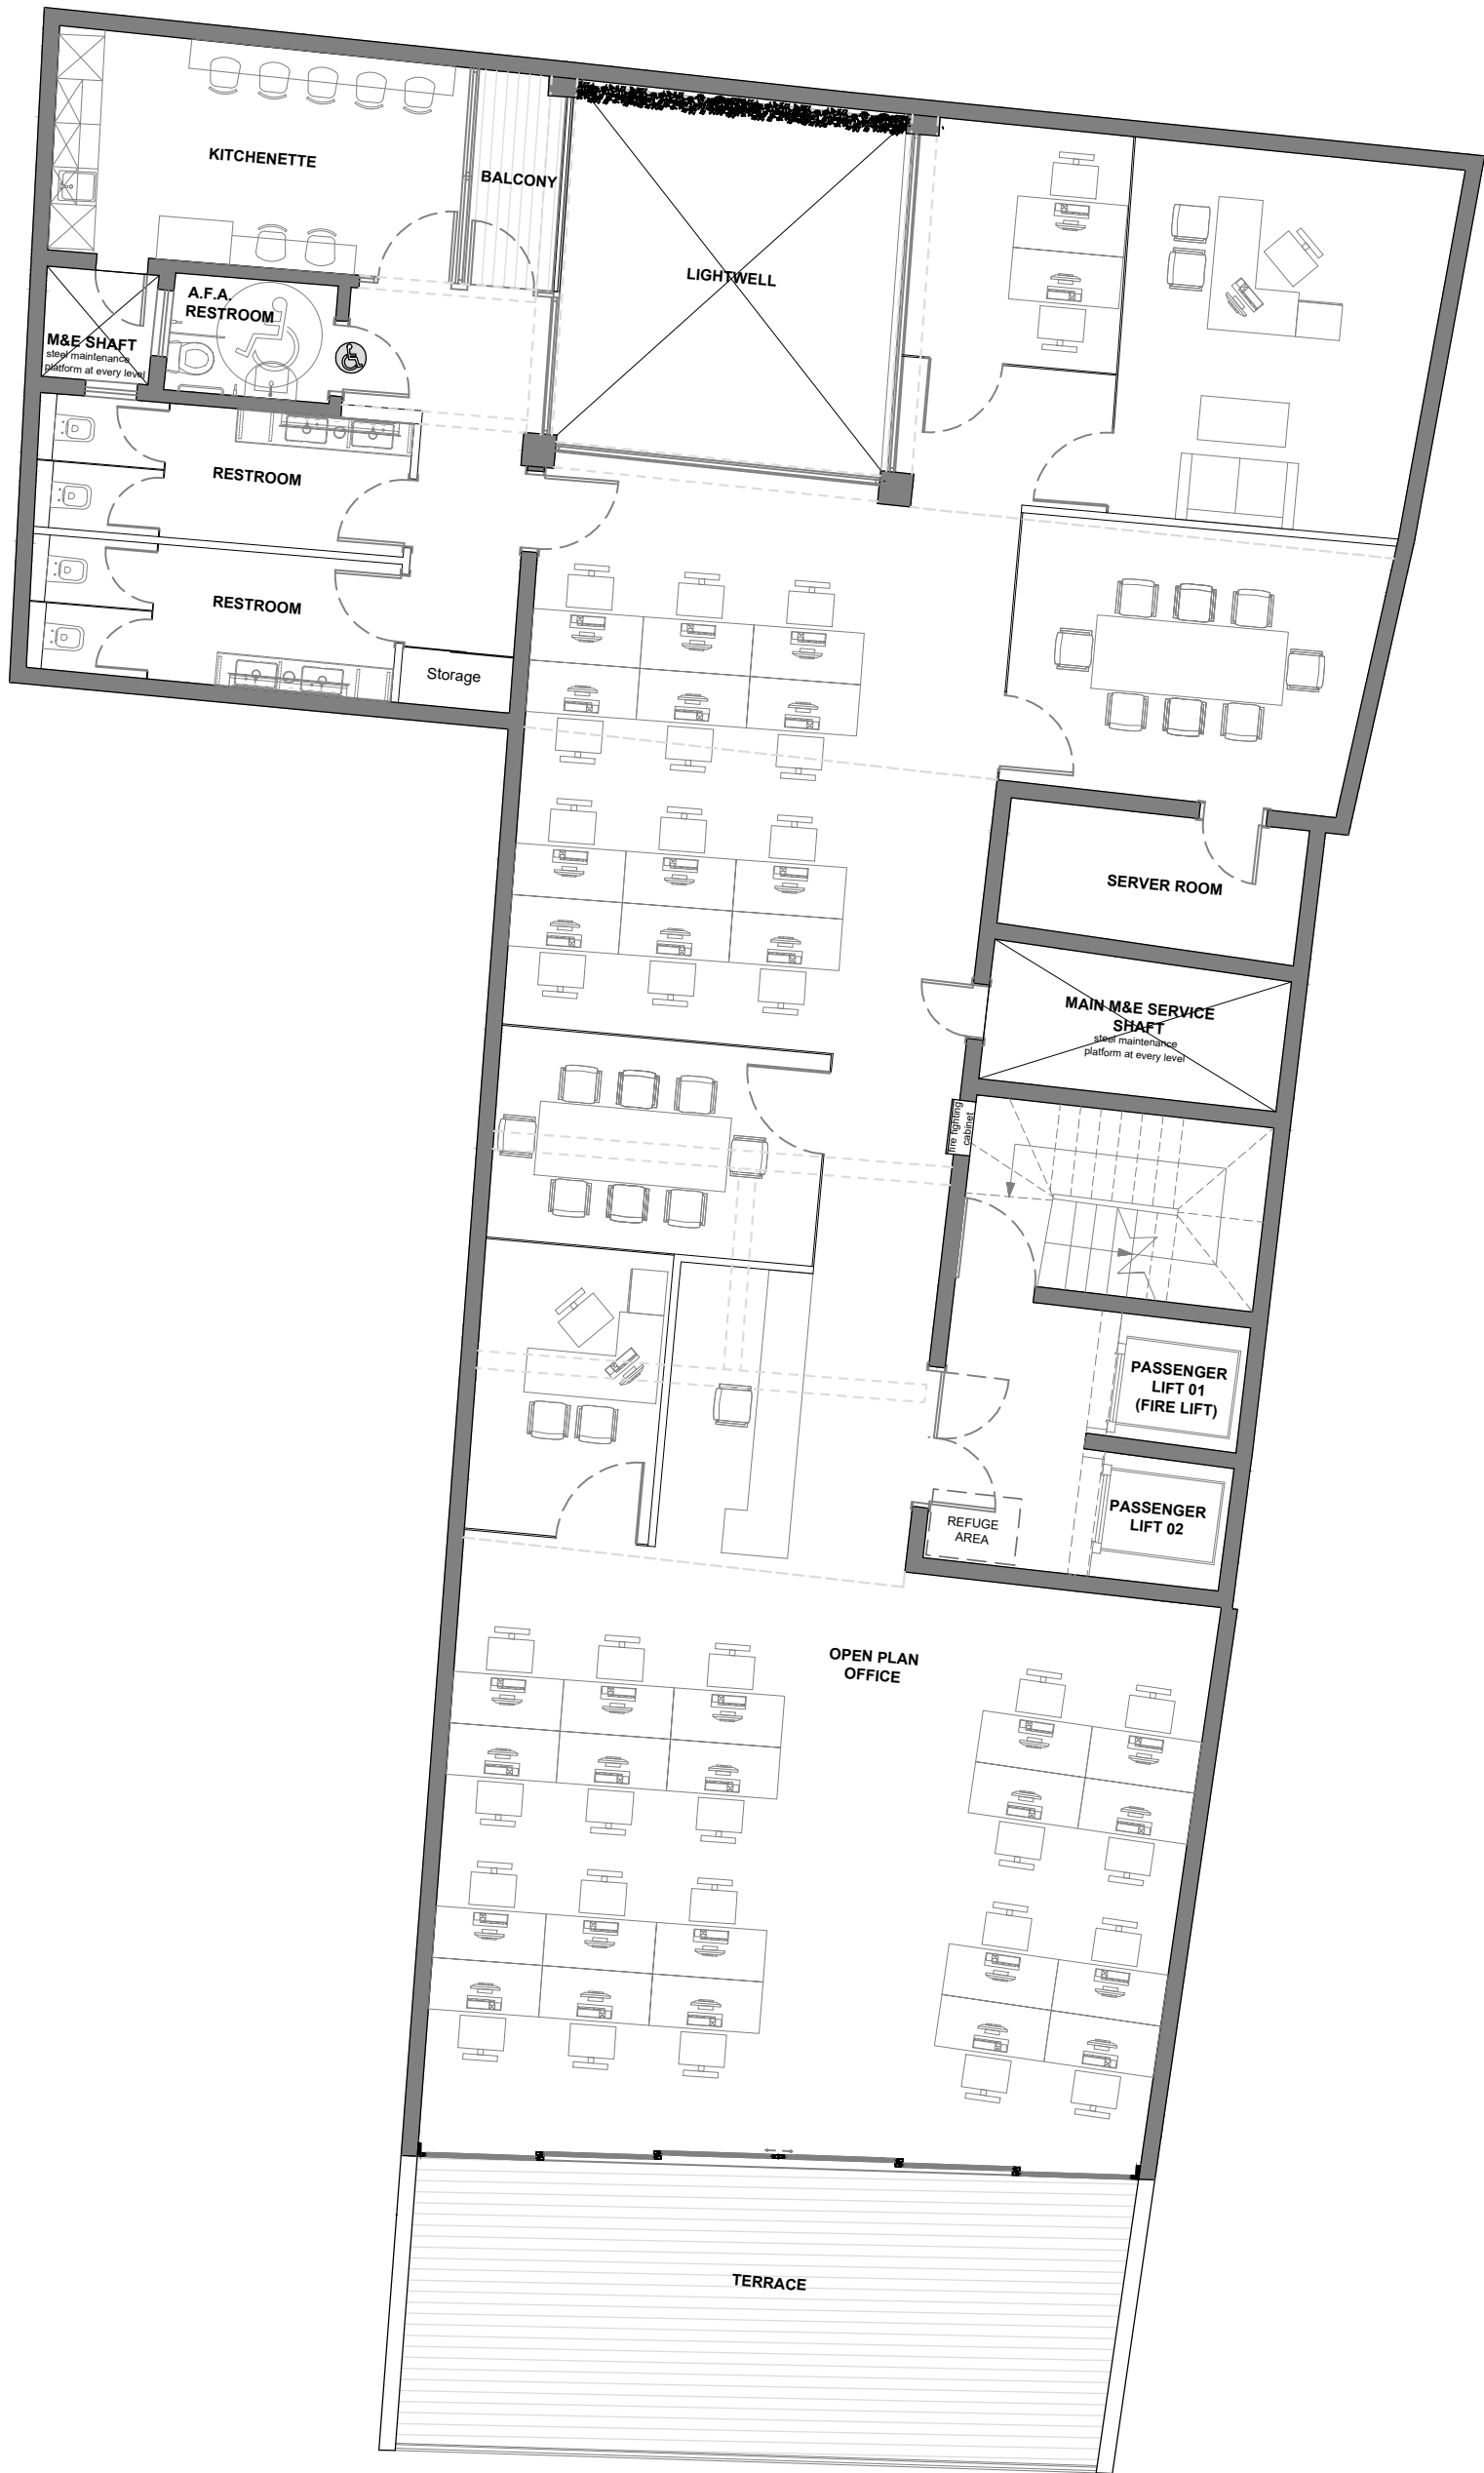 KITCHENETTE
BALCONY
LIGHTWELL
A.F.A.
RESTROOM
M&E SHAFT
steel maintenance
platform at every level
RESTROOM
RESTROOM
Storage
SERVER ROOM
MAIN M&E SERVICE
SHAFT
steel maintenance
platform at every level
fire fighting
cabinet
PASSENGER
LIFT 01
(FIRE LIFT)
PASSENGER
LIFT 02
REFUGE
AREA
OPEN PLAN
OFFICE
TERRACE